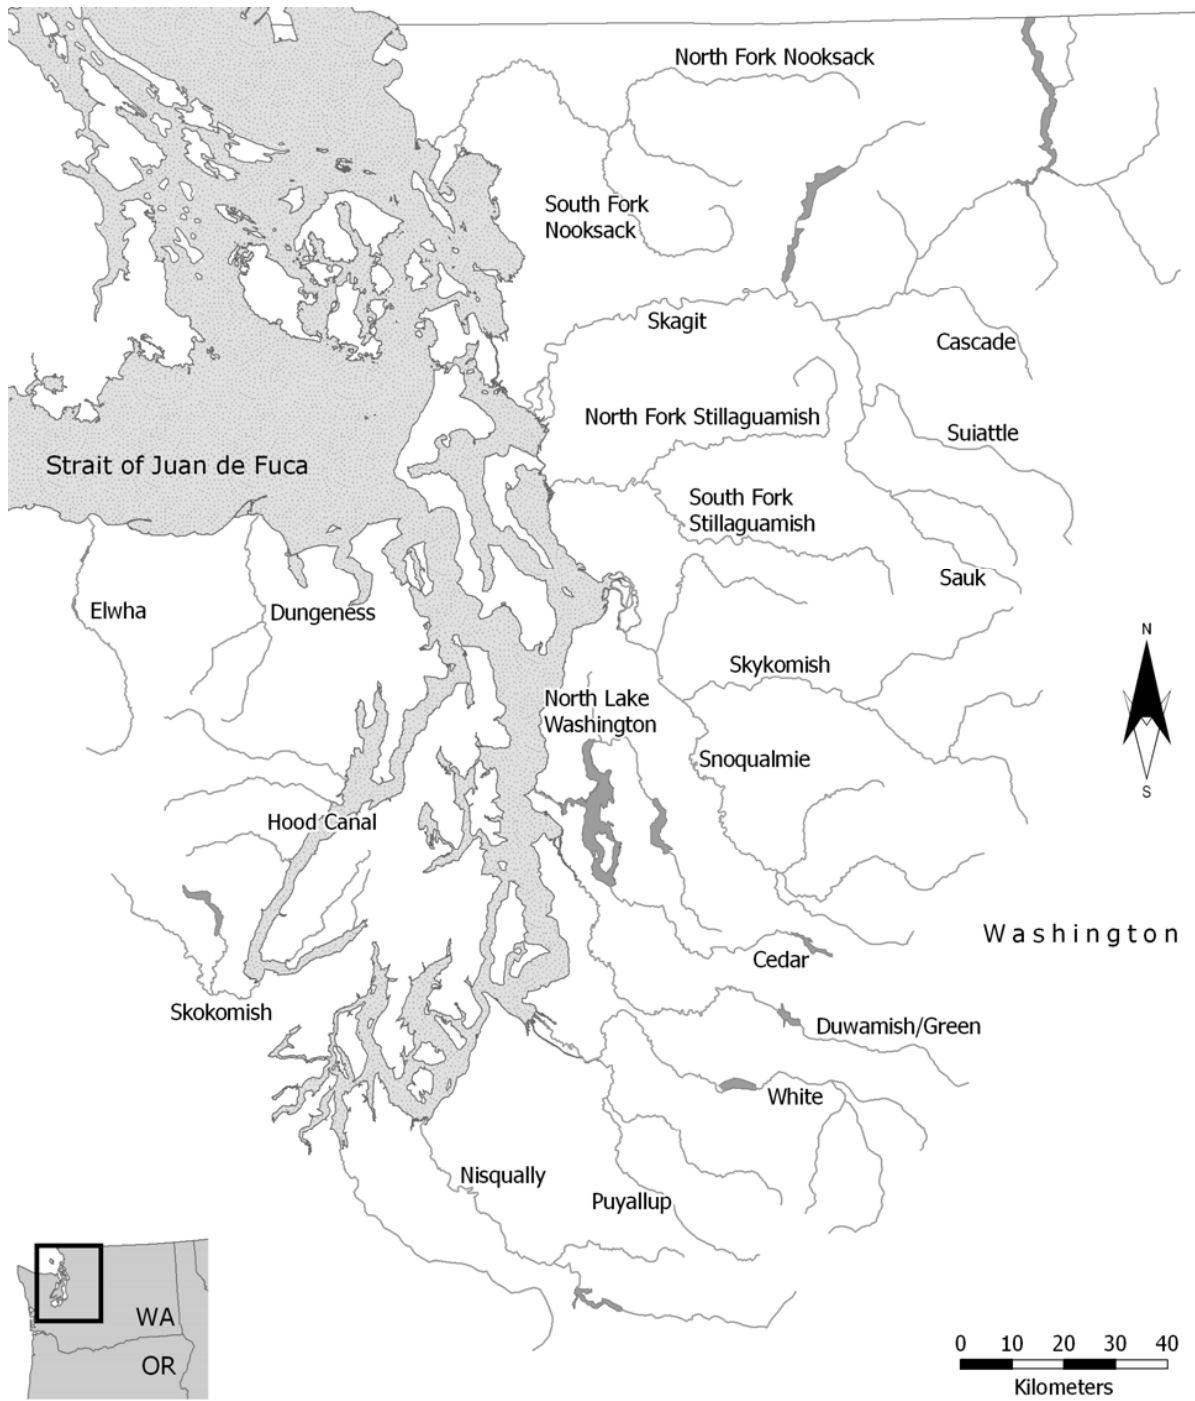 North Fork Nooksack
South Fork
Nooksack
Skagit
Cascade
North Fork Stillaguamish
Suiattle
Strait of Juan de Fuca
South Fork
Stillaguamish
Sauk
Elwha
Dungeness
N
Skykomish
North Lake
Washington
Snoqualmie
S
Hood Canal
Washington
Cedar
Skokomish
Duwamish/Green
White
Nisqually
Puyallup
WA
OR
0 10 20 30 40
Kilometers